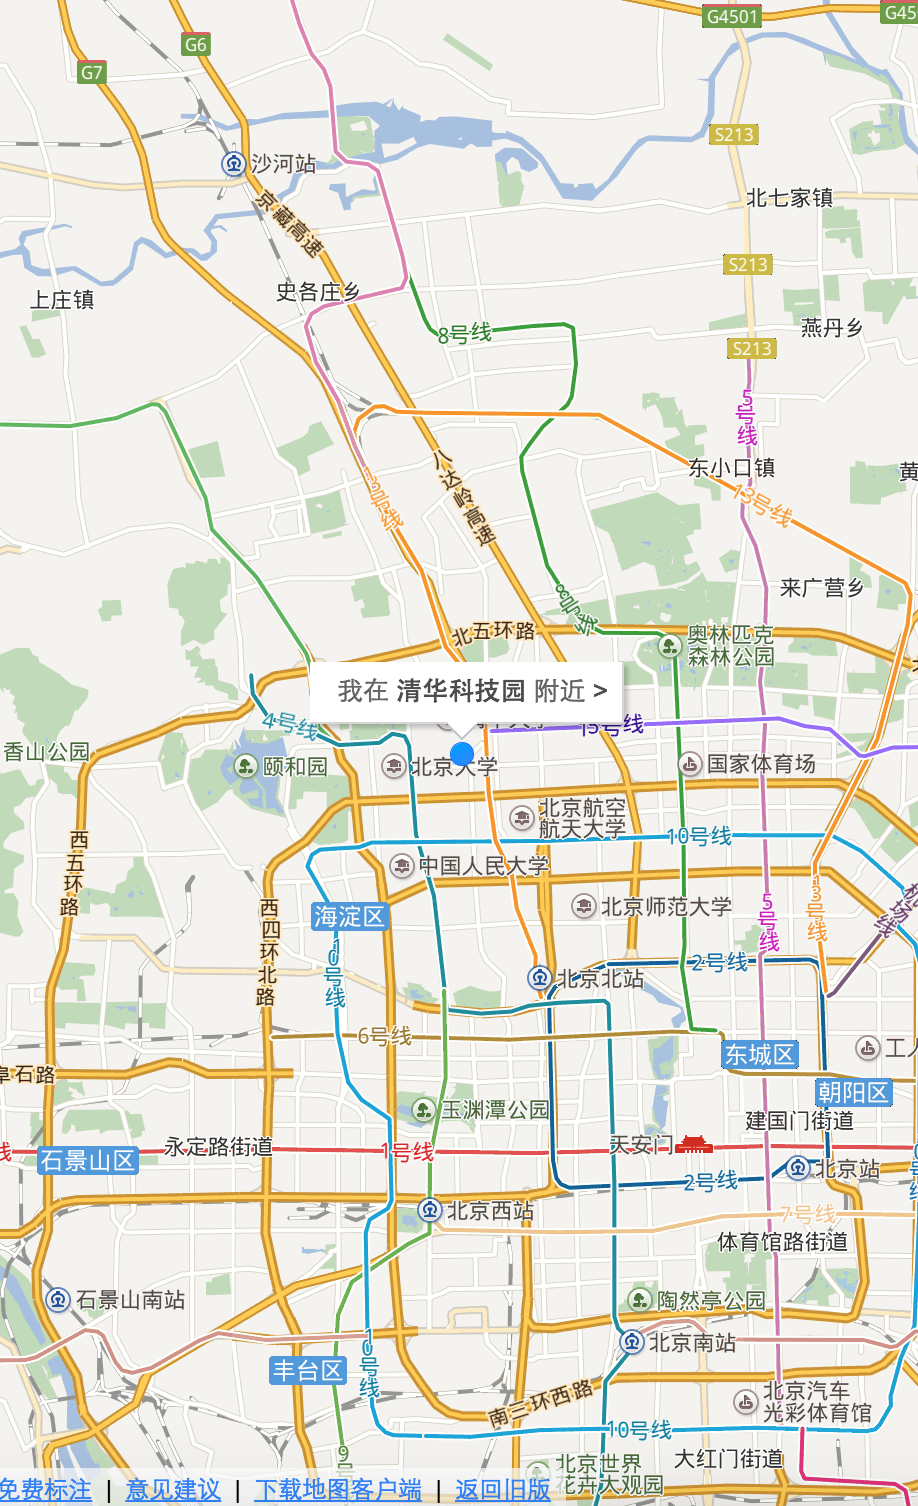 G4501
G6
G7
S213
沙河站
北七家镇
京藏高速
S213
上庄镇
史各庄乡
燕丹乡
8号线
S213
5号线
东小口镇
八达岭高速
13号线
13号线
来广营乡
8号线
北五环路
奥林匹克
森林公园
我在 清华科技园 附近 >
4号线
15号线
香山公园
颐和园
北京大学
国家体育场
北京航空
航天大学
西五环路
10号线
中国人民大学
机场线
西四环北路
海淀区
北京师范大学
5号线
13号线
10号线
2号线
北京北站
6号线
东城区
阜石路
朝阳区
玉渊潭公园
建国门街道
永定路街道
1号线
天安门
石景山区
北京站
2号线
北京西站
7号线
体育馆路街道
石景山南站
陶然亭公园
北京南站
丰台区
10号线
南三环西路
北京汽车
光彩体育馆
10号线
大红门街道
9号
北京世界
花卉大观园
免费标注 | 意见建议 | 下载地图客户端 | 返回旧版